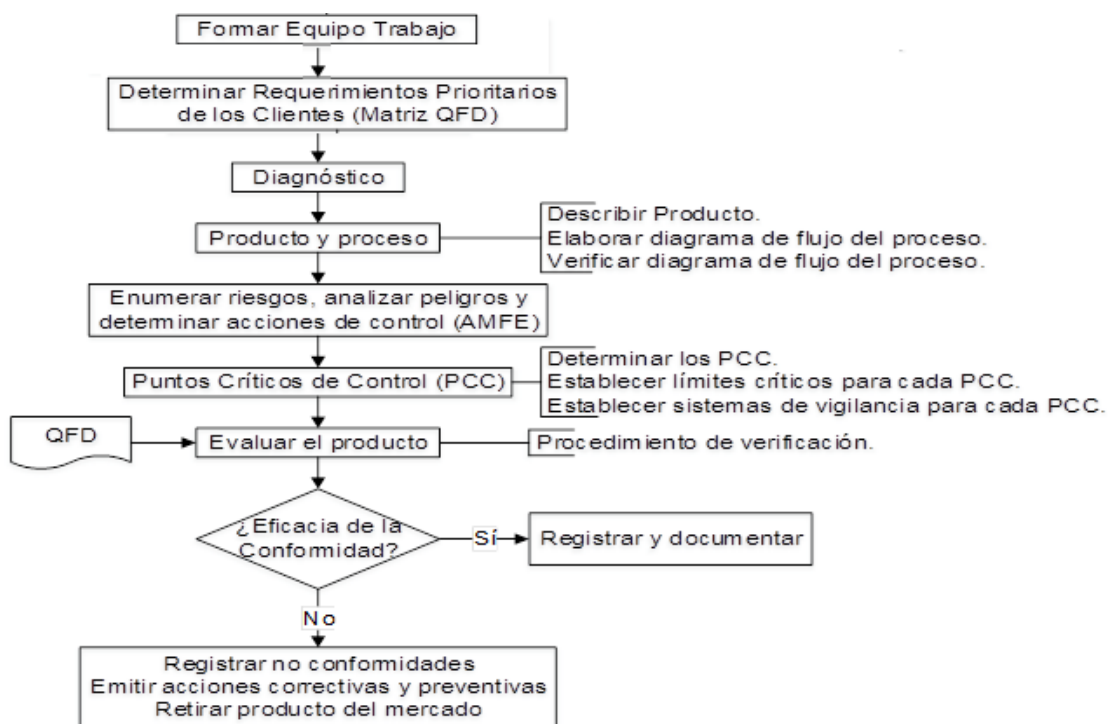 Formar Equipo Trabajo
Determinar Requerimientos Prioritarios
de los Clientes (Matriz QFD)
Diagnóstico
Producto y proceso
Describir Producto.
Elaborar diagrama de flujo del proceso.
Verificar diagrama de flujo del proceso.
Enumerar riesgos, analizar peligros y
determinar acciones de control (AMFE)
Puntos Críticos de Control (PCC)
Determinar los PCC.
Establecer límites críticos para cada PCC.
Establecer sistemas de vigilancia para cada PCC.
QFD
Evaluar el producto
Procedimiento de verificación.
¿Eficacia de la
Conformidad?
Sí
Registrar y documentar
No
Registrar no conformidades
Emitir acciones correctivas y preventivas
Retirar producto del mercado